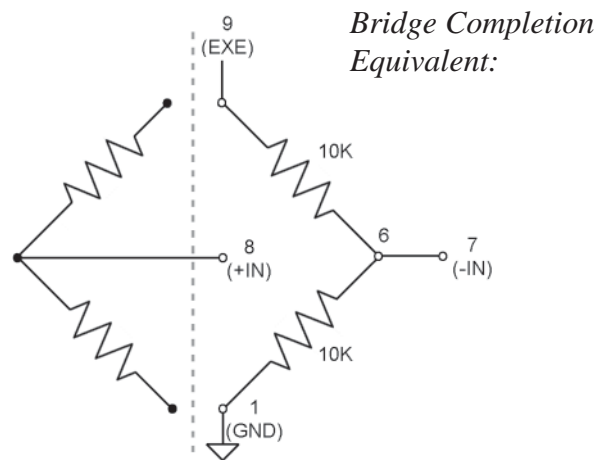 Bridge Completion
Equivalent:
9
(EXE)
10K
8
(+IN)
6
7
(-IN)
10K
1
(GND)